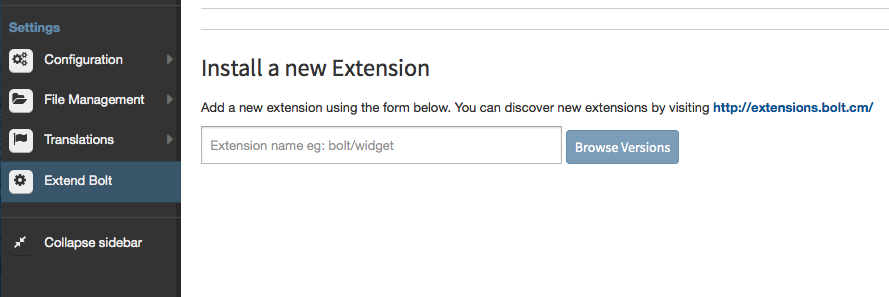 Settings
Configuration
File Management
Translations
Extend Bolt
Collapse sidebar
Install a new Extension
Add a new extension using the form below. You can discover new extensions by visiting http://extensions.bolt.cm/
Extension name eg: bolt/widget
Browse Versions